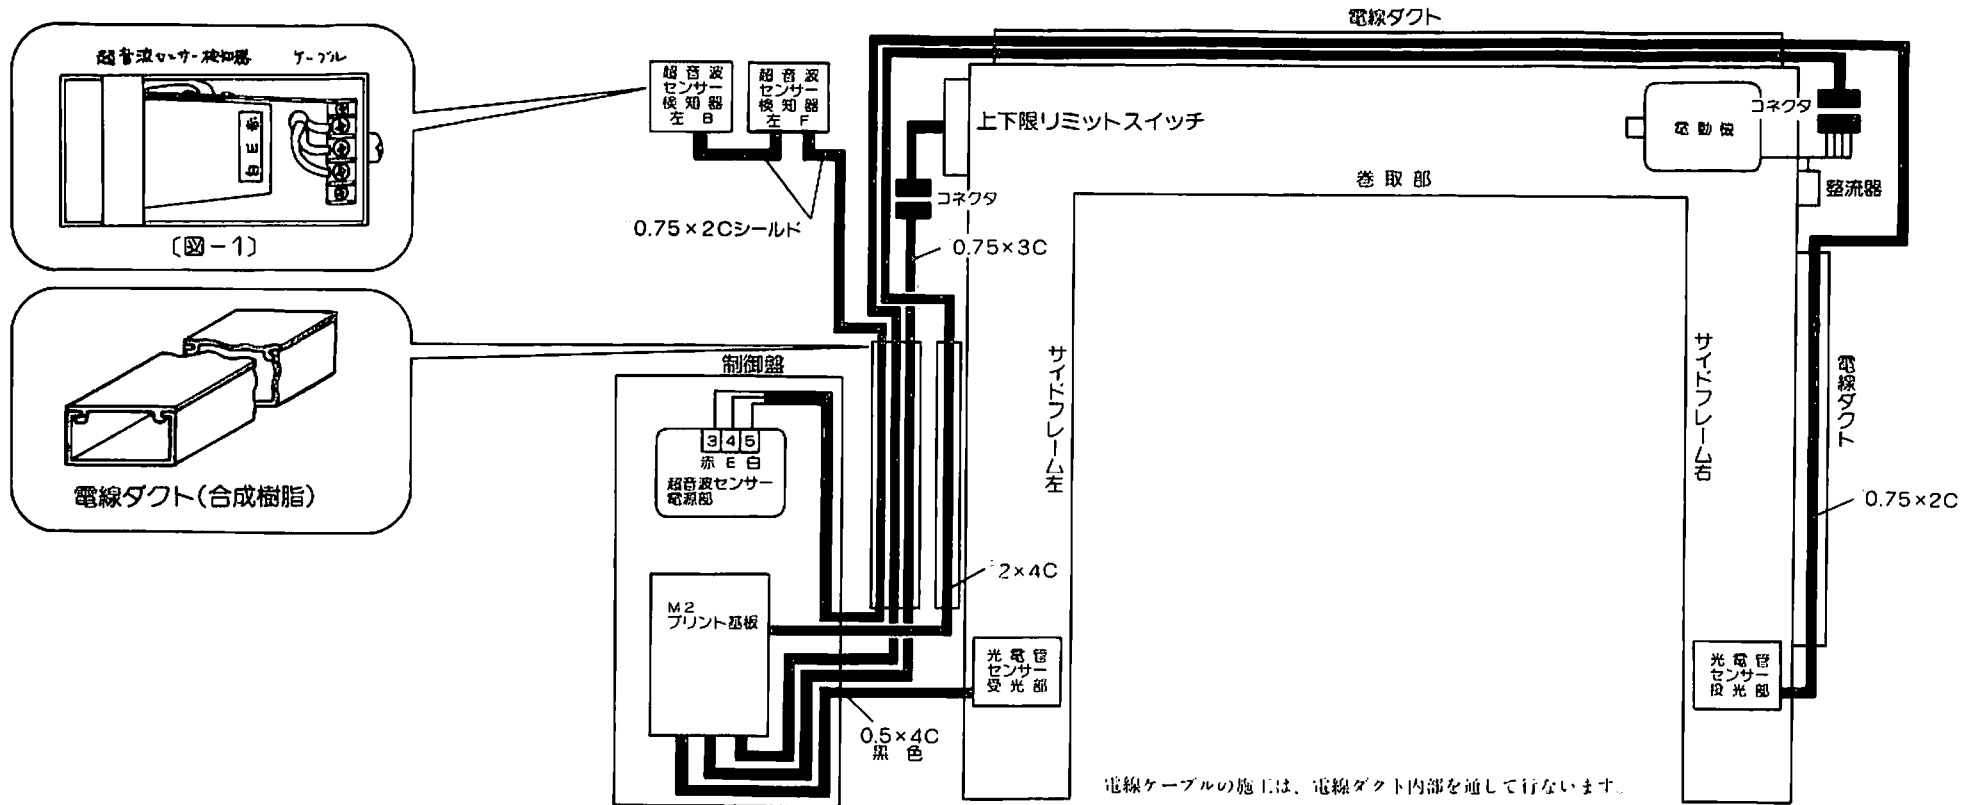 電線ダクト
超音波センサー検知器
ケーブル
赤
E
白
〔図-1〕
電線ダクト(合成樹脂)
超音波
センサー
検知器
左 B
超音波
センサー
検知器
左 F
0.75×2Cシールド
上下限リミットスイッチ
コネクタ
0.75×3C
巻取部
電動機
コネクタ
整流器
制御盤
3 4 5
赤 E 白
超音波センサー
電源部
M2
プリント基板
サイドフレーム左
サイドフレーム右
電線ダクト
0.75×2C
2×4C
光電管
センサー
受光部
光電管
センサー
投光部
0.5×4C
黒色
電線ケーブルの施工は、電線ダクト内部を通して行ないます。